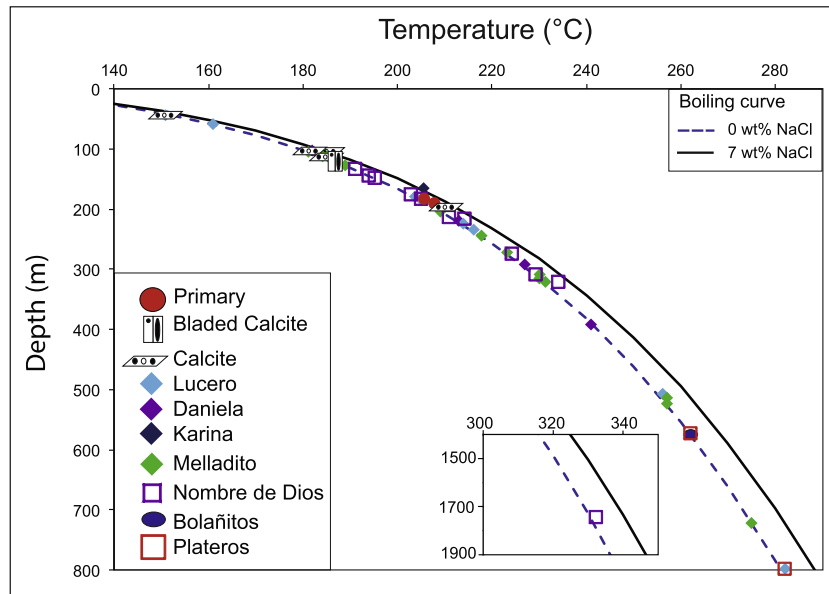 Temperature (°C)
140 160 180 200 220 240 260 280
0
100
200
300
400
500
600
700
800
Depth (m)
Boiling curve
0 wt% NaCl
7 wt% NaCl
Primary
Bladed Calcite
Calcite
Lucero
Daniela
Karina
Melladito
Nombre de Dios
Bolañitos
Plateros
300 320 340
1500
1700
1900